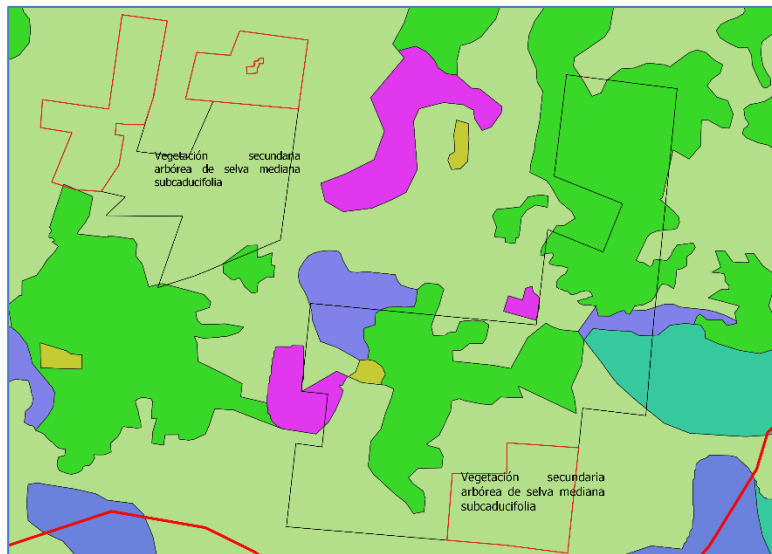 Vegetación secundaria
arbórea de selva mediana
subcaducifolia
Vegetación secundaria
arbórea de selva mediana
subcaducifolia